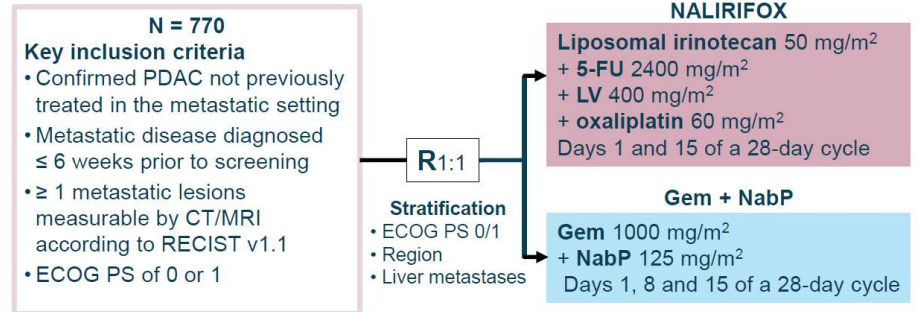 N = 770
Key inclusion criteria
• Confirmed PDAC not previously
treated in the metastatic setting
• Metastatic disease diagnosed
≤ 6 weeks prior to screening
• ≥ 1 metastatic lesions
measurable by CT/MRI
according to RECIST v1.1
• ECOG PS of 0 or 1
R1:1
Stratification
• ECOG PS 0/1
• Region
• Liver metastases
NALIRIFOX
Liposomal irinotecan 50 mg/m²
+ 5-FU 2400 mg/m²
+ LV 400 mg/m²
+ oxaliplatin 60 mg/m²
Days 1 and 15 of a 28-day cycle
Gem + NabP
Gem 1000 mg/m²
+ NabP 125 mg/m²
Days 1, 8 and 15 of a 28-day cycle